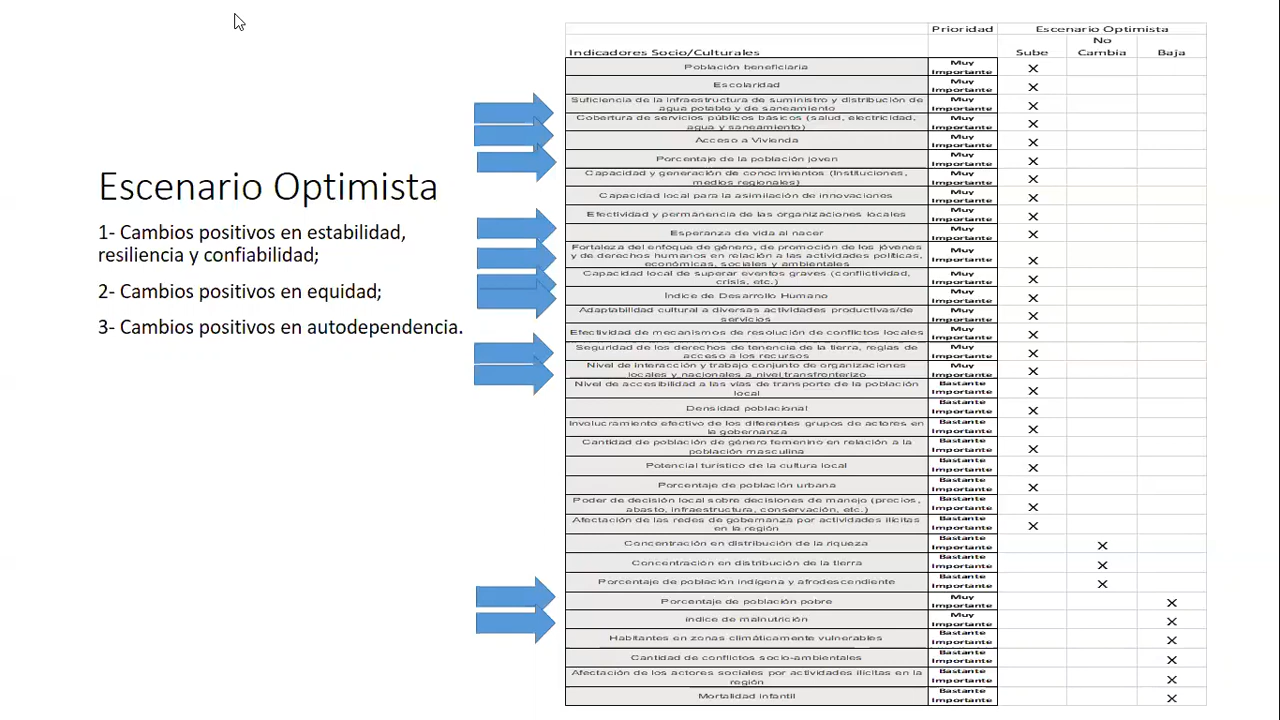 Escenario Optimista
1- Cambios positivos en estabilidad,
resiliencia y confiabilidad;
2- Cambios positivos en equidad;
3- Cambios positivos en autodependencia.
Prioridad Escenario Optimista
Indicadores Socio/Culturales Sube No Cambia Baja
Población beneficiaria Muy Importante X
Escolaridad Muy Importante X
Suficiencia de la infraestructura de suministro y distribución de agua potable y de saneamiento Muy Importante X
Cobertura de servicios públicos básicos (salud, electricidad, agua y saneamiento) Muy Importante X
Acceso a Vivienda Muy Importante X
Porcentaje de la población joven Muy Importante X
Capacidad y generación de conocimientos (Instituciones, medios regionales) Muy Importante X
Capacidad local para la asimilación de innovaciones Muy Importante X
Efectividad y permanencia de las organizaciones locales Muy Importante X
Esperanza de vida al nacer Muy Importante X
Fortaleza del enfoque de género, de promoción de los jóvenes y de derechos humanos en relación a las actividades políticas, económicas, sociales y ambientales Muy Importante X
Capacidad local de superar eventos graves (conflictividad, crisis, etc.) Muy Importante X
Índice de Desarrollo Humano Muy Importante X
Adaptabilidad cultural a diversas actividades productivas/de servicios Muy Importante X
Efectividad de mecanismos de resolución de conflictos locales Muy Importante X
Seguridad de los derechos de tenencia de la tierra, reglas de acceso a los recursos Muy Importante X
Nivel de interacción y trabajo conjunto de organizaciones locales y nacionales a nivel transfronterizo Muy Importante X
Nivel de accesibilidad a las vías de transporte de la población local Bastante Importante X
Densidad poblacional Bastante Importante X
Involucramiento efectivo de los diferentes grupos de actores en la gobernanza Bastante Importante X
Cantidad de población de género femenino en relación a la población masculina Bastante Importante X
Potencial turístico de la cultura local Bastante Importante X
Porcentaje de población urbana Bastante Importante X
Poder de decisión local sobre decisiones de manejo (precios, abasto, infraestructura, conservación, etc.) Bastante Importante X
Afectación de las redes de gobernanza por actividades ilícitas en la región Bastante Importante X
Concentración en distribución de la riqueza Bastante Importante X
Concentración en distribución de la tierra Bastante Importante X
Porcentaje de población indígena y afrodescendiente Bastante Importante X
Porcentaje de población pobre Muy Importante X
Índice de malnutrición Muy Importante X
Habitantes en zonas climáticamente vulnerables Bastante Importante X
Cantidad de conflictos socio-ambientales Bastante Importante X
Afectación de los actores sociales por actividades ilícitas en la región Bastante Importante X
Mortalidad infantil Bastante Importante X